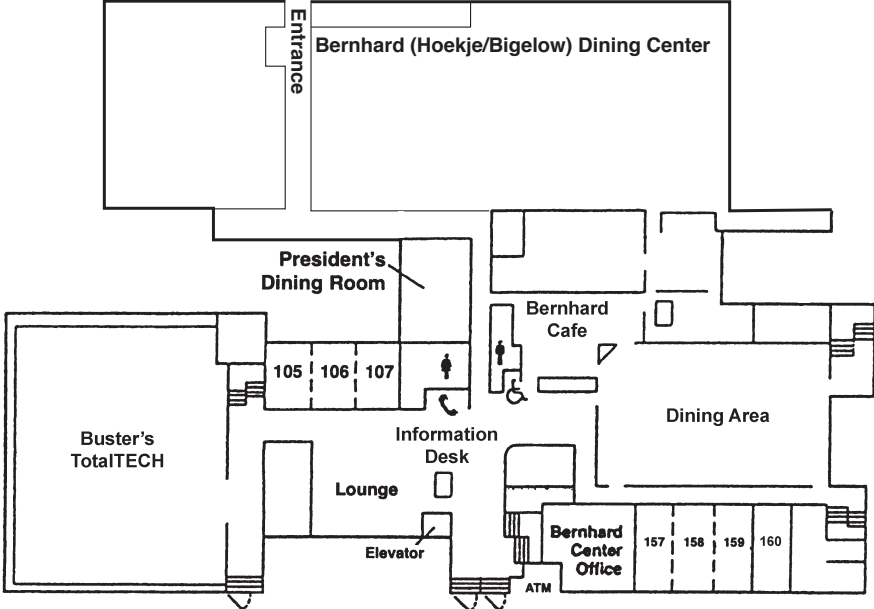 Entrance
Bernhard (Hoekje/Bigelow) Dining Center
President's
Dining Room
Bernhard
Cafe
105
106
107
Dining Area
Buster's
TotalTECH
Information
Desk
Lounge
Elevator
Bernhard
Center
Office
157
158
159
160
ATM